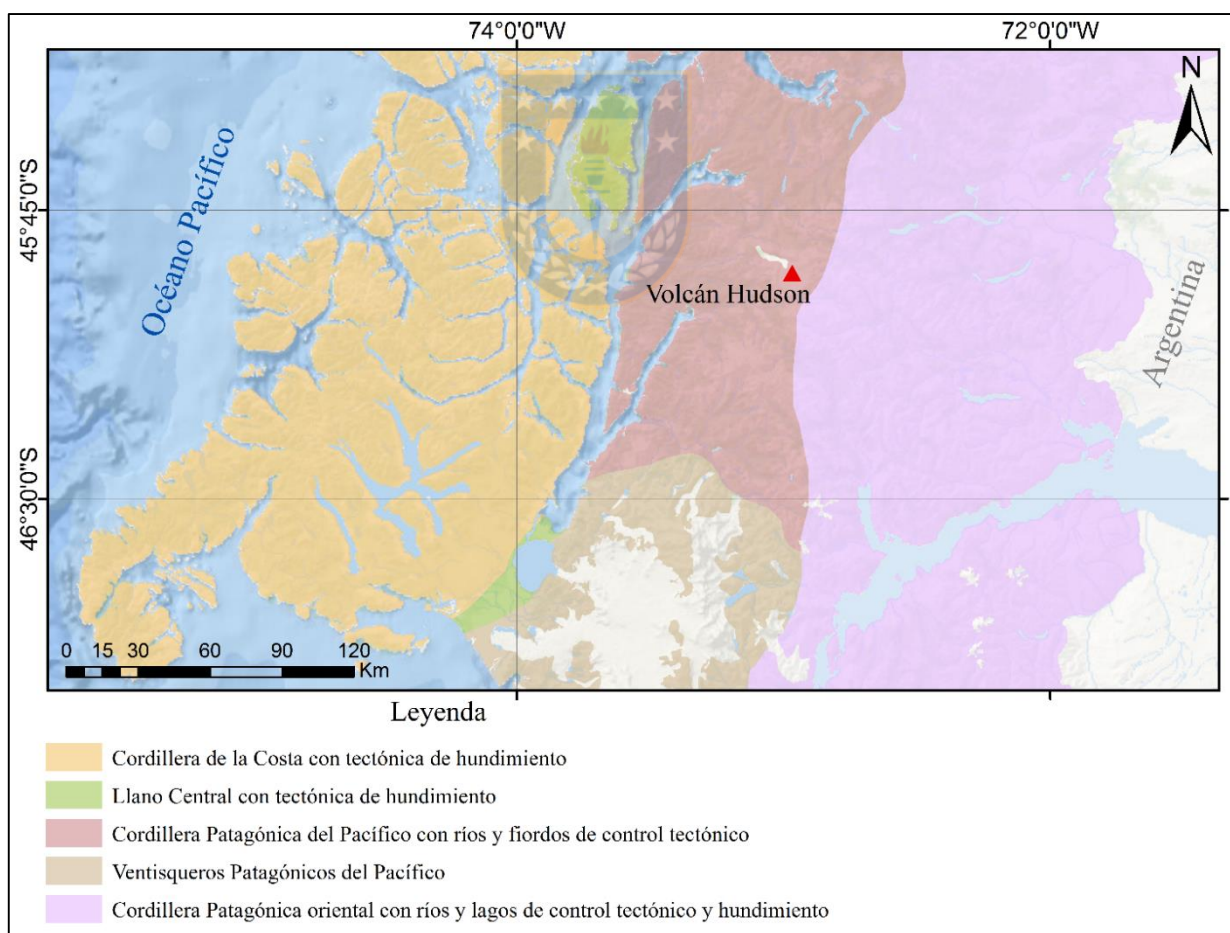 74°0'0"W
72°0'0"W
N
45°45'0"S
46°30'0"S
Océano Pacífico
Volcán Hudson
Argentina
0 15 30 60 90 120
Km
Leyenda
Cordillera de la Costa con tectónica de hundimiento
Llano Central con tectónica de hundimiento
Cordillera Patagónica del Pacífico con ríos y fiordos de control tectónico
Ventisqueros Patagónicos del Pacífico
Cordillera Patagónica oriental con ríos y lagos de control tectónico y hundimiento